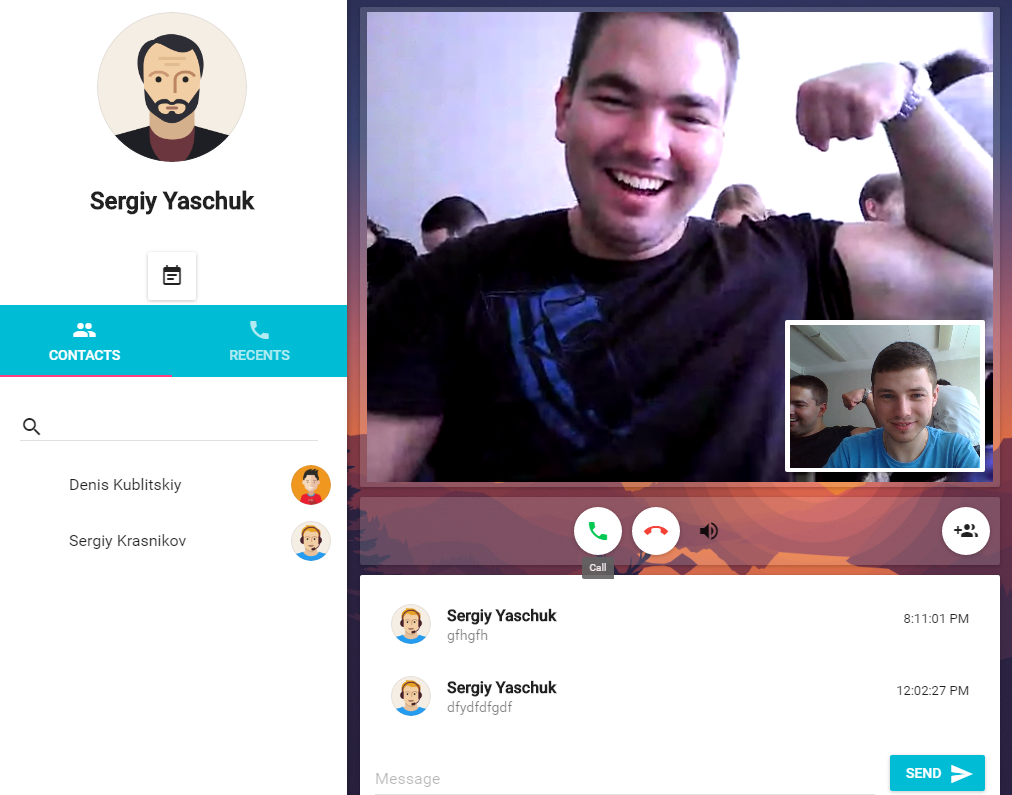 Sergiy Yaschuk
CONTACTS
RECENTS
Denis Kublitskiy
Sergiy Krasnikov
Call
Sergiy Yaschuk
8:11:01 PM
gfhgfh
Sergiy Yaschuk
12:02:27 PM
dfydfdfgdf
Message
SEND